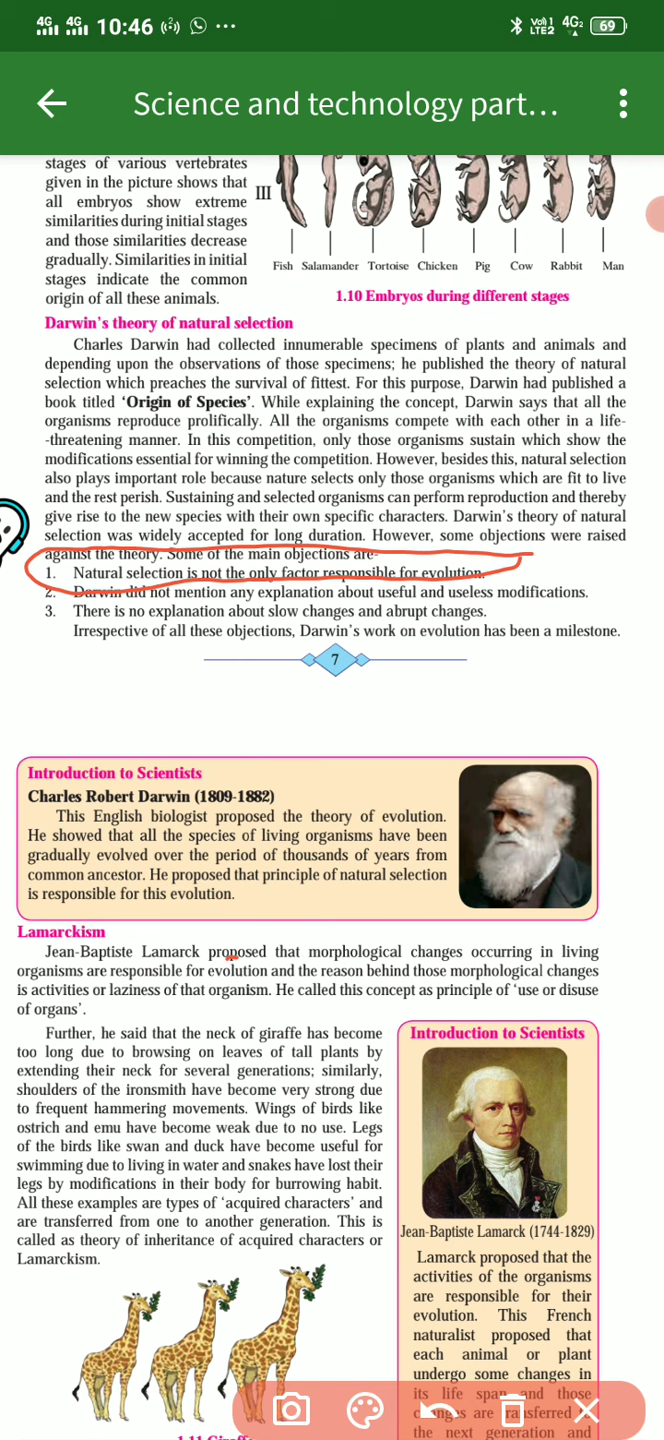 4G 4G 10:46 Vol) 1 LTE2 4G2 69
Science and technology part...
stages of various vertebrates
given in the picture shows that
all embryos show extreme
similarities during initial stages
and those similarities decrease
gradually. Similarities in initial
stages indicate the common
origin of all these animals.
III
Fish Salamander Tortoise Chicken Pig Cow Rabbit Man
1.10 Embryos during different stages
Darwin's theory of natural selection
Charles Darwin had collected innumerable specimens of plants and animals and
depending upon the observations of those specimens; he published the theory of natural
selection which preaches the survival of fittest. For this purpose, Darwin had published a
book titled 'Origin of Species'. While explaining the concept, Darwin says that all the
organisms reproduce prolifically. All the organisms compete with each other in a life-
-threatening manner. In this competition, only those organisms sustain which show the
modifications essential for winning the competition. However, besides this, natural selection
also plays important role because nature selects only those organisms which are fit to live
and the rest perish. Sustaining and selected organisms can perform reproduction and thereby
give rise to the new species with their own specific characters. Darwin's theory of natural
selection was widely accepted for long duration. However, some objections were raised
against the theory. Some of the main objections are-
1. Natural selection is not the only factor responsible for evolution.
2. Darwin did not mention any explanation about useful and useless modifications.
3. There is no explanation about slow changes and abrupt changes.
Irrespective of all these objections, Darwin's work on evolution has been a milestone.
7
Introduction to Scientists
Charles Robert Darwin (1809-1882)
This English biologist proposed the theory of evolution.
He showed that all the species of living organisms have been
gradually evolved over the period of thousands of years from
common ancestor. He proposed that principle of natural selection
is responsible for this evolution.
Lamarckism
Jean-Baptiste Lamarck proposed that morphological changes occurring in living
organisms are responsible for evolution and the reason behind those morphological changes
is activities or laziness of that organism. He called this concept as principle of 'use or disuse
of organs'.
Further, he said that the neck of giraffe has become
too long due to browsing on leaves of tall plants by
extending their neck for several generations; similarly,
shoulders of the ironsmith have become very strong due
to frequent hammering movements. Wings of birds like
ostrich and emu have become weak due to no use. Legs
of the birds like swan and duck have become useful for
swimming due to living in water and snakes have lost their
legs by modifications in their body for burrowing habit.
All these examples are types of 'acquired characters' and
are transferred from one to another generation. This is
called as theory of inheritance of acquired characters or
Lamarckism.
Introduction to Scientists
Jean-Baptiste Lamarck (1744-1829)
Lamarck proposed that the
activities of the organisms
are responsible for their
evolution. This French
naturalist proposed that
each animal or plant
undergo some changes in
its life span and those
changes are transferred
the next generation and
1.11 Giraffe